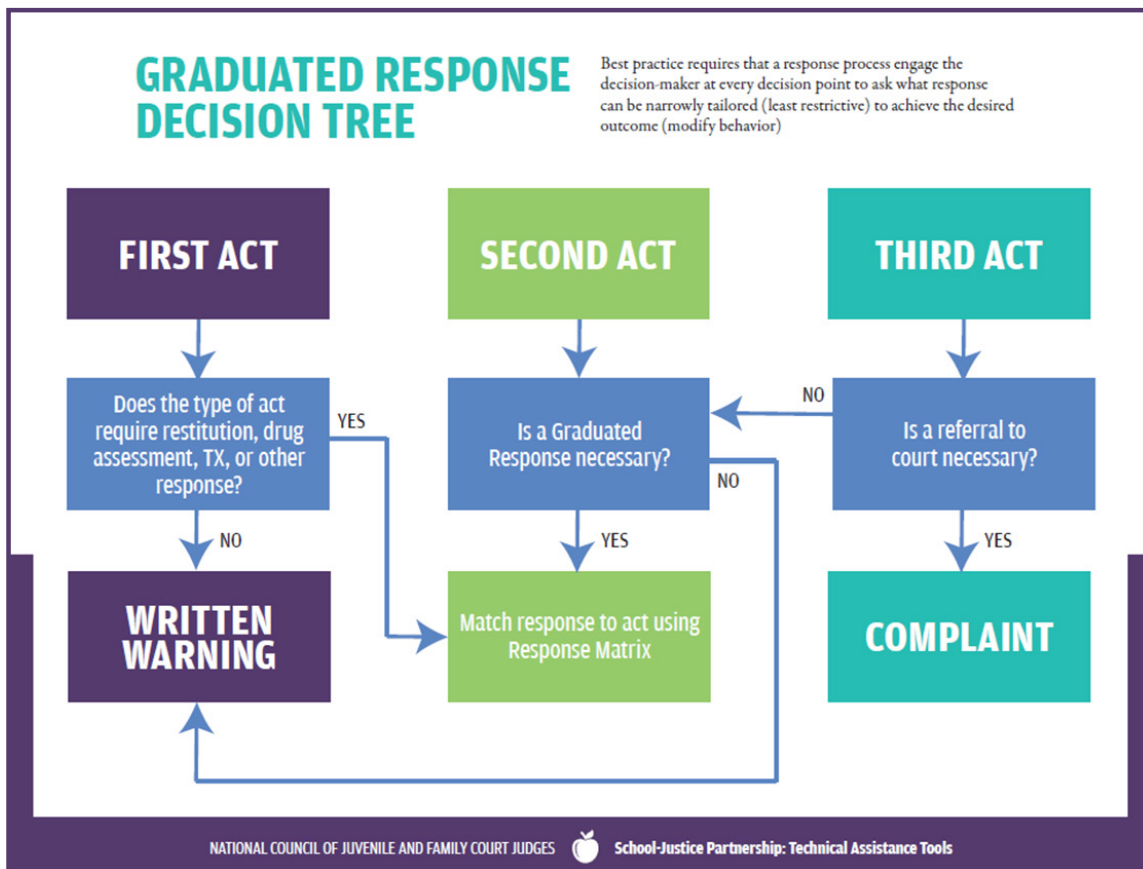 GRADUATED RESPONSE
DECISION TREE
Best practice requires that a response process engage the
decision-maker at every decision point to ask what response
can be narrowly tailored (least restrictive) to achieve the desired
outcome (modify behavior)
FIRST ACT
SECOND ACT
THIRD ACT
Does the type of act
require restitution, drug
assessment, TX, or other
response?
YES
Is a Graduated
Response necessary?
NO
NO
Is a referral to
court necessary?
NO
YES
YES
WRITTEN
WARNING
Match response to act using
Response Matrix
COMPLAINT
NATIONAL COUNCIL OF JUVENILE AND FAMILY COURT JUDGES
School-Justice Partnership: Technical Assistance Tools